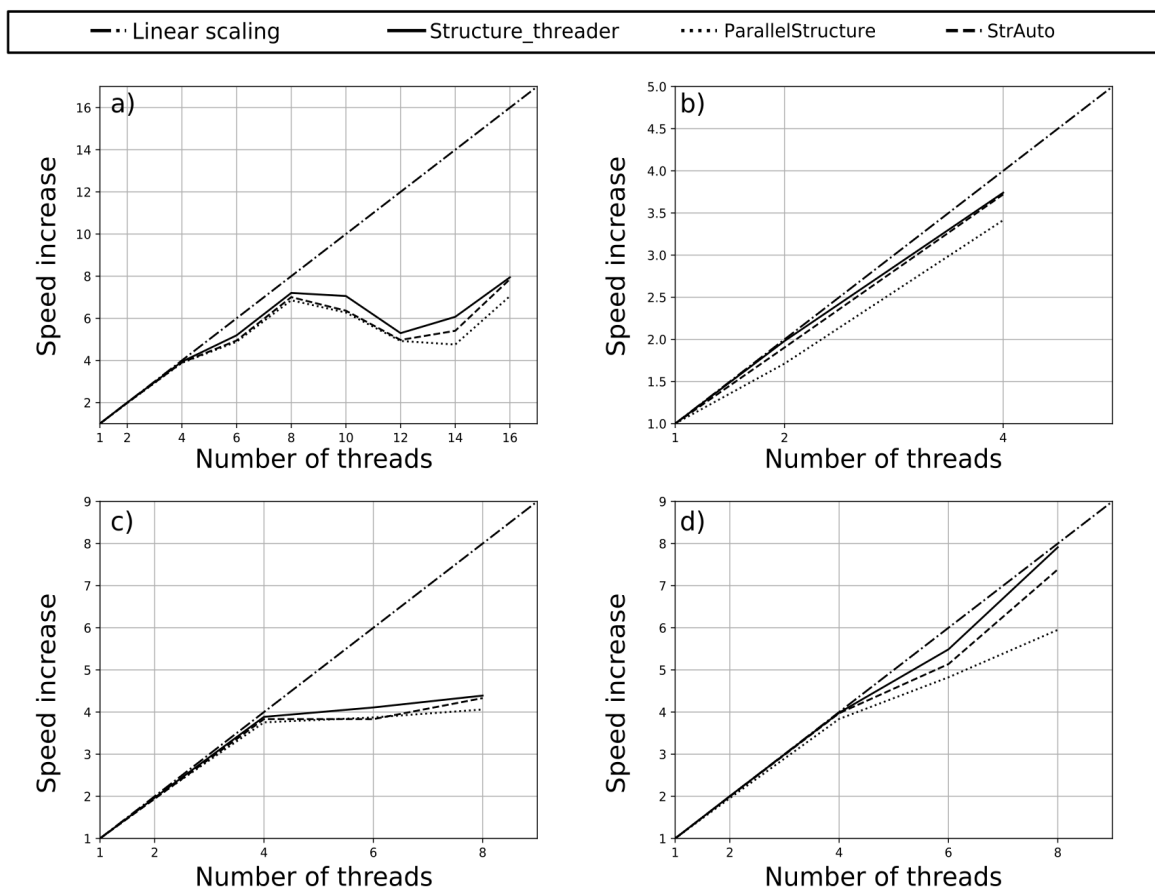 Linear scaling Structure_threader ParallelStructure StrAuto
a)
16
14
12
10
8
6
4
2
1 2 4 6 8 10 12 14 16
Speed increase
Number of threads
b)
5.0
4.5
4.0
3.5
3.0
2.5
2.0
1.5
1.0
1 2 4
Speed increase
Number of threads
c)
9
8
7
6
5
4
3
2
1
1 2 4 6 8
Speed increase
Number of threads
d)
9
8
7
6
5
4
3
2
1
1 2 4 6 8
Speed increase
Number of threads